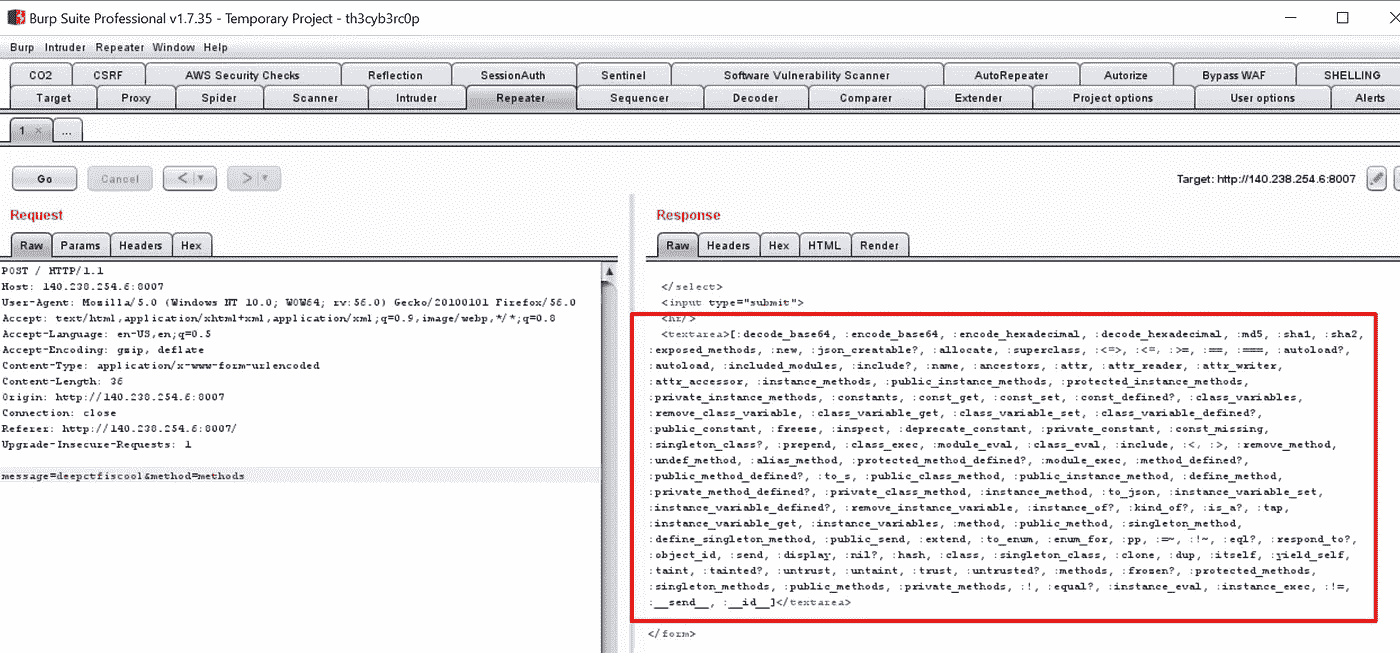 Burp Suite Professional v1.7.35 - Temporary Project - th3cyb3rc0p
Burp Intruder Repeater Window Help
CO2 CSRF AWS Security Checks Reflection SessionAuth Sentinel Software Vulnerability Scanner AutoRepeater Autorize Bypass WAF SHELLING
Target Proxy Spider Scanner Intruder Repeater Sequencer Decoder Comparer Extender Project options User options Alerts
1 × ...
Go Cancel < > Target: http://140.238.254.6:8007
Request
Raw Params Headers Hex
POST / HTTP/1.1
Host: 140.238.254.6:8007
User-Agent: Mozilla/5.0 (Windows NT 10.0; WOW64; rv:56.0) Gecko/20100101 Firefox/56.0
Accept: text/html,application/xhtml+xml,application/xml;q=0.9,image/webp,*/*;q=0.8
Accept-Language: en-US,en;q=0.5
Accept-Encoding: gzip, deflate
Content-Type: application/x-www-form-urlencoded
Content-Length: 36
Origin: http://140.238.254.6:8007
Connection: close
Referer: http://140.238.254.6:8007/
Upgrade-Insecure-Requests: 1
message=deepctfiscool&method=methods
Response
Raw Headers Hex HTML Render
</select>
<input type="submit">
<hr/>
<textarea>[:decode_base64, :encode_base64, :encode_hexadecimal, :decode_hexadecimal, :md5, :sha1, :sha2,
:exposed_methods, :new, :json_creatable?, :allocate, :superclass, :<=>, :<=, :>=, :==, :===, :autoload?,
:autoload, :included_modules, :include?, :name, :ancestors, :attr, :attr_reader, :attr_writer,
:attr_accessor, :instance_methods, :public_instance_methods, :protected_instance_methods,
:private_instance_methods, :constants, :const_get, :const_set, :const_defined?, :class_variables,
:remove_class_variable, :class_variable_get, :class_variable_set, :class_variable_defined?,
:public_constant, :freeze, :inspect, :deprecate_constant, :private_constant, :const_missing,
:singleton_class?, :prepend, :class_exec, :module_eval, :class_eval, :include, :<, :>, :remove_method,
:undef_method, :alias_method, :protected_method_defined?, :module_exec, :method_defined?,
:public_method_defined?, :to_s, :public_class_method, :public_instance_method, :define_method,
:private_method_defined?, :private_class_method, :instance_method, :to_json, :instance_variable_set,
:instance_variable_defined?, :remove_instance_variable, :instance_of?, :kind_of?, :is_a?, :tap,
:instance_variable_get, :instance_variables, :method, :public_method, :singleton_method,
:define_singleton_method, :public_send, :extend, :to_enum, :enum_for, :pp, :=~, :!~, :eql?, :respond_to?,
:object_id, :send, :display, :nil?, :hash, :class, :singleton_class, :clone, :dup, :itself, :yield_self,
:taint, :tainted?, :untrust, :untaint, :trust, :untrusted?, :methods, :frozen?, :protected_methods,
:singleton_methods, :public_methods, :private_methods, :!, :equal?, :instance_eval, :instance_exec, :!=,
:__send__, :__id__]</textarea>
</form>